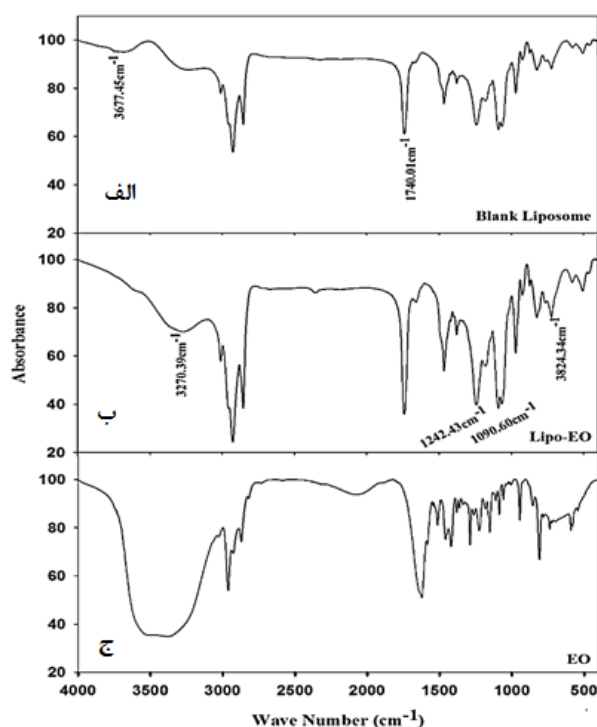 100
80
60
40
20
3677.45cm-1
1740.01cm-1
الف
Blank Liposome
100
80
60
40
20
Absorbance
3270.39cm-1
1242.43cm-1
1090.60cm-1
3824.34cm-1
ب
Lipo-EO
100
80
60
40
20
ج
EO
4000 3500 3000 2500 2000 1500 1000 500
Wave Number (cm-1)